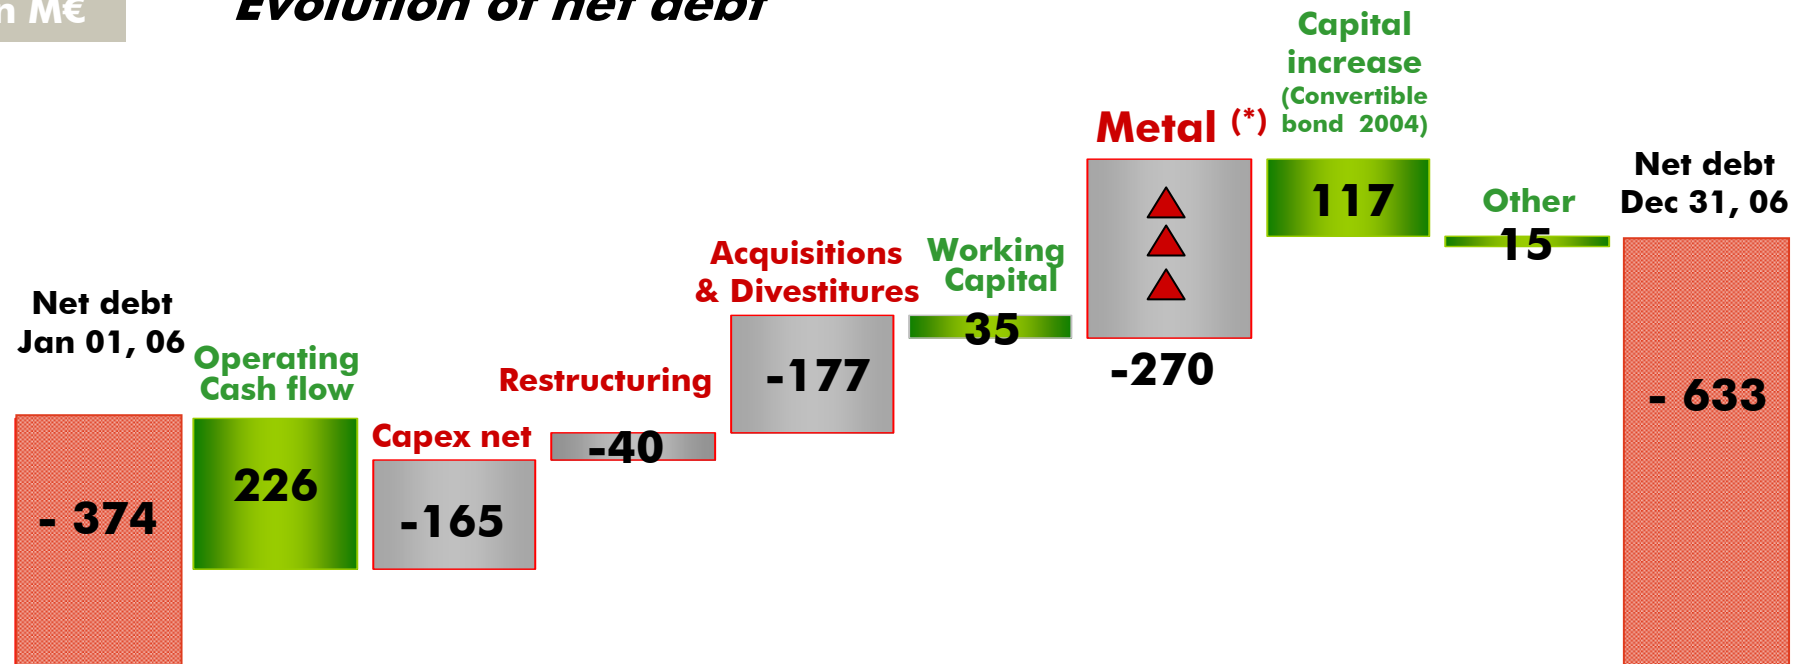 M€
Evolution of net debt
Capital
increase
(Convertible
bond 2004)
Metal (*)
117
Net debt
Dec 31, 06
Other
15
Acquisitions
& Divestitures
Working
Capital
35
-270
Net debt
Jan 01, 06
Operating
Cash flow
Restructuring
-177
- 633
Capex net
-40
226
- 374
-165